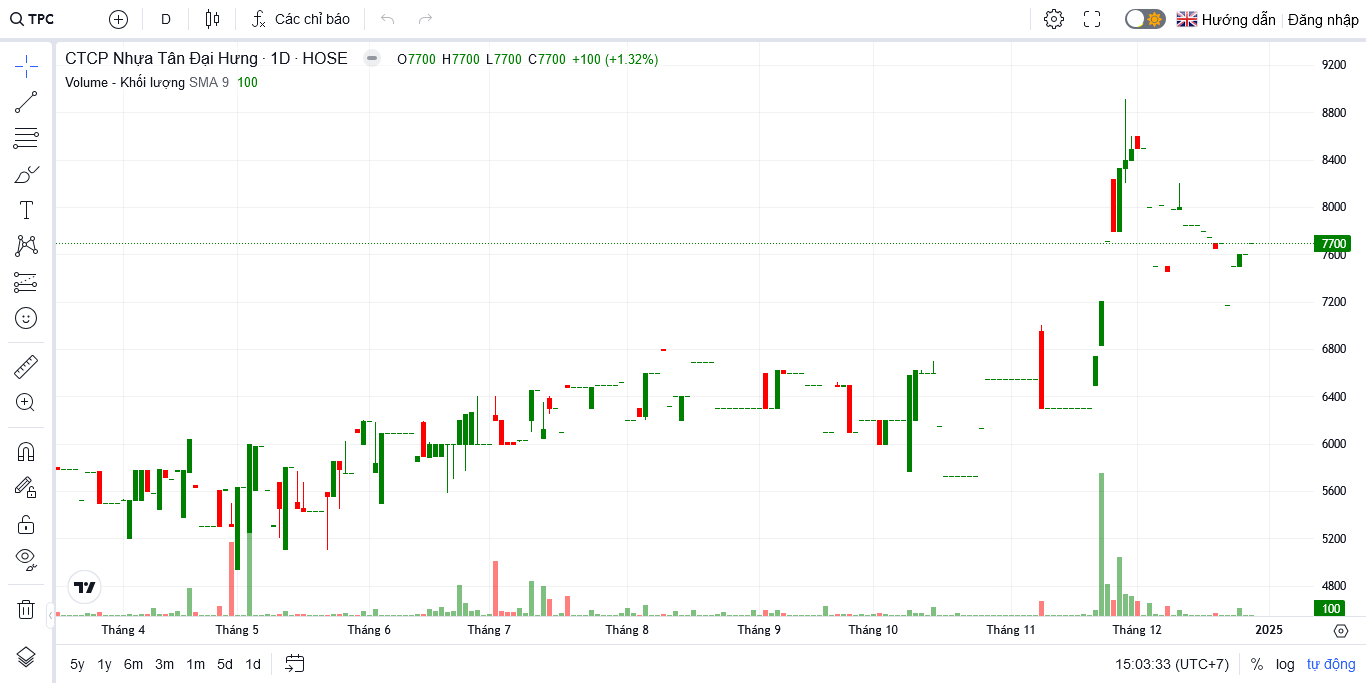 TPC D Các chỉ báo Hướng dẫn Đăng nhập
CTCP Nhựa Tân Đại Hưng · 1D · HOSE O7700 H7700 L7700 C7700 +100 (+1.32%)
Volume - Khối lượng SMA 9 100
9200
8800
8400
8000
7700
7600
7200
6800
6400
6000
5600
5200
4800
100
Tháng 4 Tháng 5 Tháng 6 Tháng 7 Tháng 8 Tháng 9 Tháng 10 Tháng 11 Tháng 12 2025
5y 1y 6m 3m 1m 5d 1d 15:03:33 (UTC+7) % log tự động